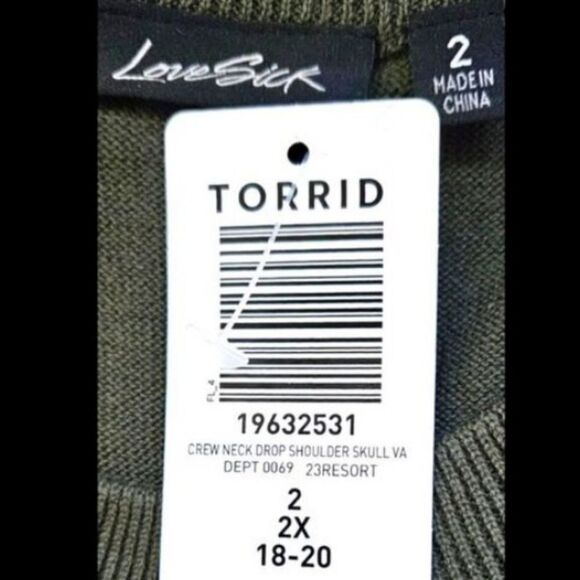 LoveSick
2
MADE IN
CHINA
TORRID
FL_4
19632531
CREW NECK DROP SHOULDER SKULL VA
DEPT 0069 23RESORT
2
2X
18-20